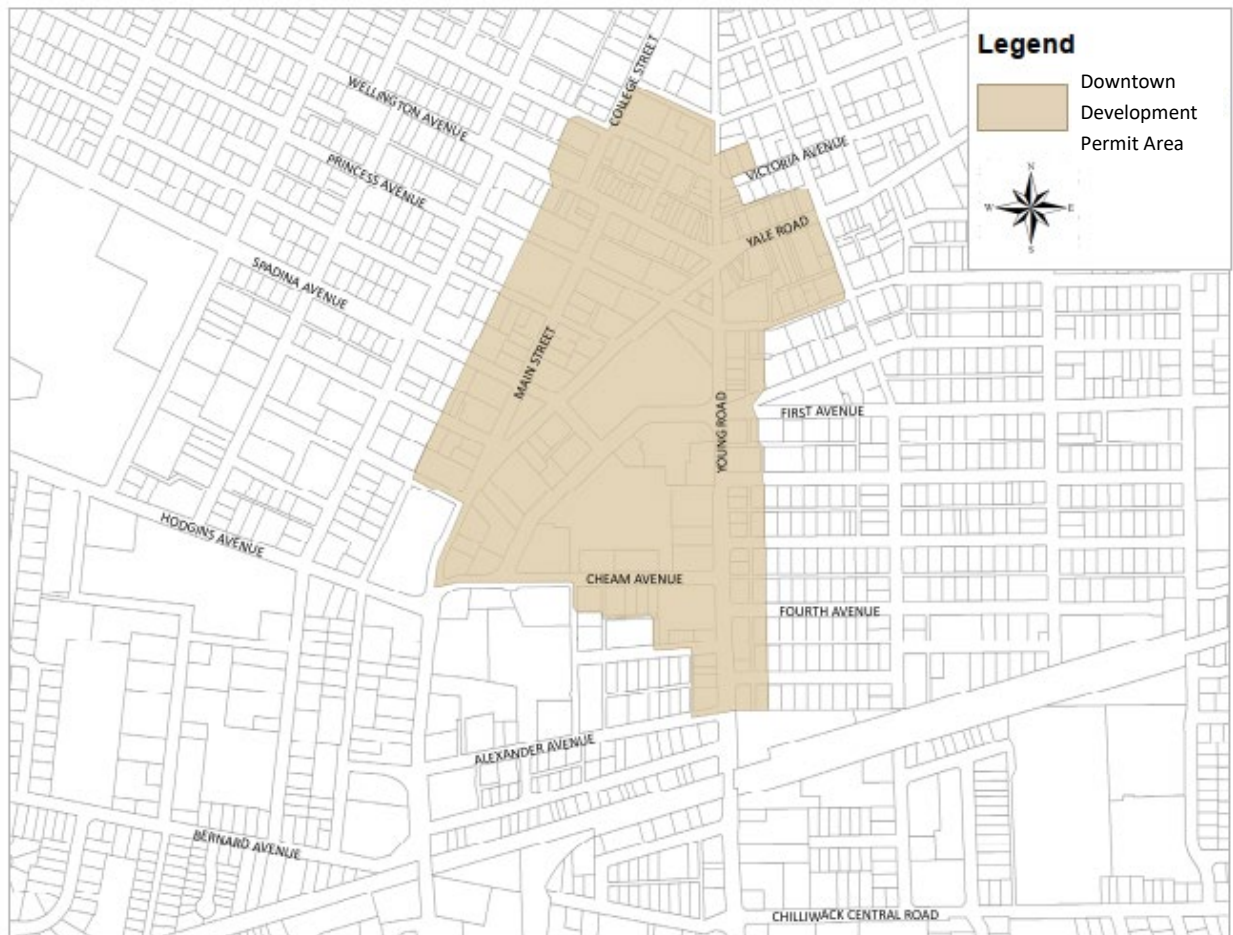 Legend
Downtown
Development
Permit Area
N
W
E
S
COLLEGE STREET
WELLINGTON AVENUE
VICTORIA AVENUE
PRINCESS AVENUE
YALE ROAD
SPADINA AVENUE
MAIN STREET
YOUNG ROAD
FIRST AVENUE
HODGINS AVENUE
CHEAM AVENUE
FOURTH AVENUE
ALEXANDER AVENUE
BERNARD AVENUE
CHILLIWACK CENTRAL ROAD